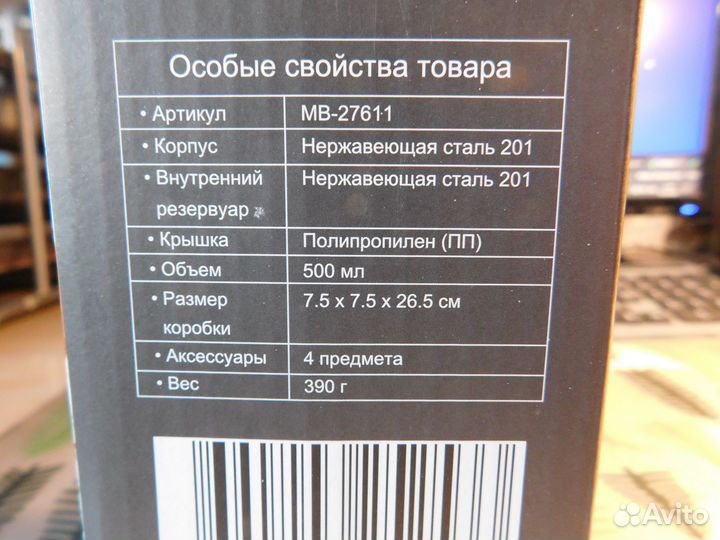 Особые свойства товара
• Артикул MB-27611
• Корпус Нержавеющая сталь 201
• Внутренний Нержавеющая сталь 201
резервуар
• Крышка Полипропилен (ПП)
• Объем 500 мл
• Размер 7.5 x 7.5 x 26.5 см
коробки
• Аксессуары 4 предмета
• Вес 390 г
Avito